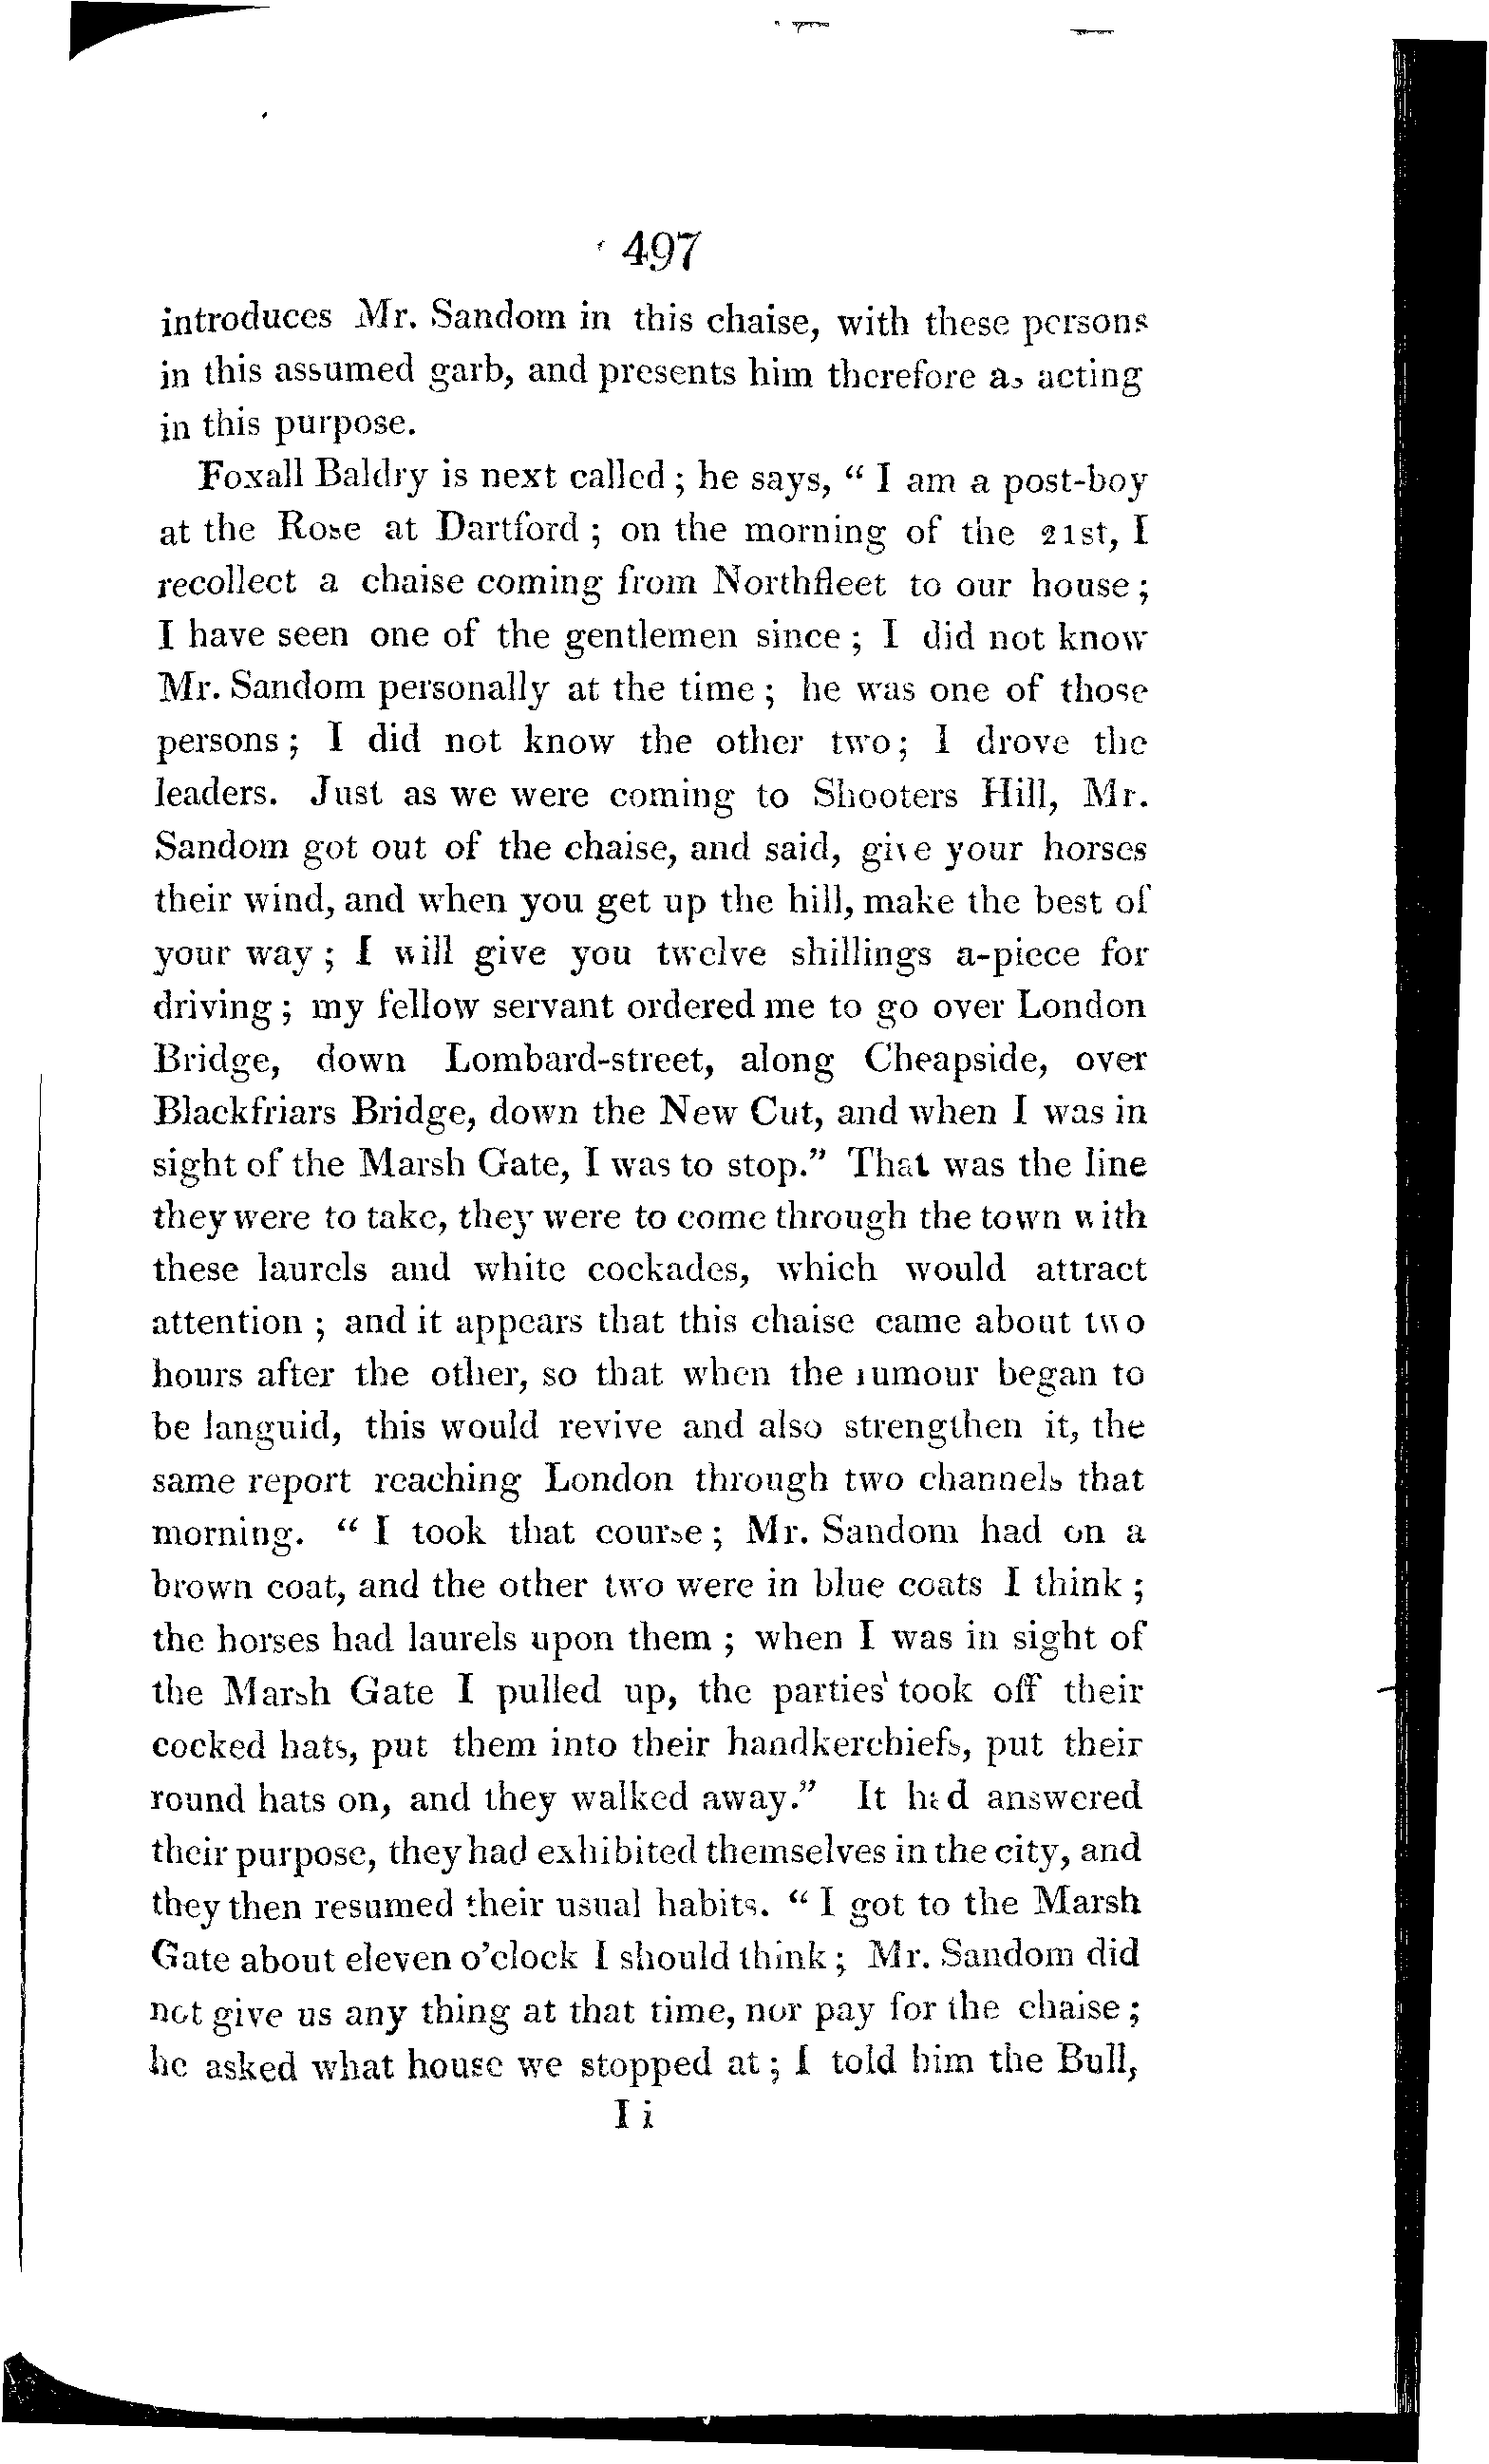 497
introduces Mr. Sandom in this chaise, with these persons
in this assumed garb, and presents him therefore as acting
in this purpose.
Foxall Baldry is next called ; he says, “ I am a post-boy
at the Rose at Dartford ; on the morning of the 21st, I
recollect a chaise coming from Northfleet to our house ;
I have seen one of the gentlemen since ; I did not know
Mr. Sandom personally at the time ; he was one of those
persons ; I did not know the other two ; I drove the
leaders. Just as we were coming to Shooters Hill, Mr.
Sandom got out of the chaise, and said, give your horses
their wind, and when you get up the hill, make the best of
your way ; I will give you twelve shillings a-piece for
driving ; my fellow servant ordered me to go over London
Bridge, down Lombard-street, along Cheapside, over
Blackfriars Bridge, down the New Cut, and when I was in
sight of the Marsh Gate, I was to stop.” That was the line
they were to take, they were to come through the town with
these laurels and white cockades, which would attract
attention ; and it appears that this chaise came about two
hours after the other, so that when the rumour began to
be languid, this would revive and also strengthen it, the
same report reaching London through two channels that
morning. “ I took that course ; Mr. Sandom had on a
brown coat, and the other two were in blue coats I think ;
the horses had laurels upon them ; when I was in sight of
the Marsh Gate I pulled up, the parties took off their
cocked hats, put them into their handkerchiefs, put their
round hats on, and they walked away.” It had answered
their purpose, they had exhibited themselves in the city, and
they then resumed their usual habits. “ I got to the Marsh
Gate about eleven o’clock I should think ; Mr. Sandom did
not give us any thing at that time, nor pay for the chaise ;
he asked what house we stopped at ; I told him the Bull,
I i